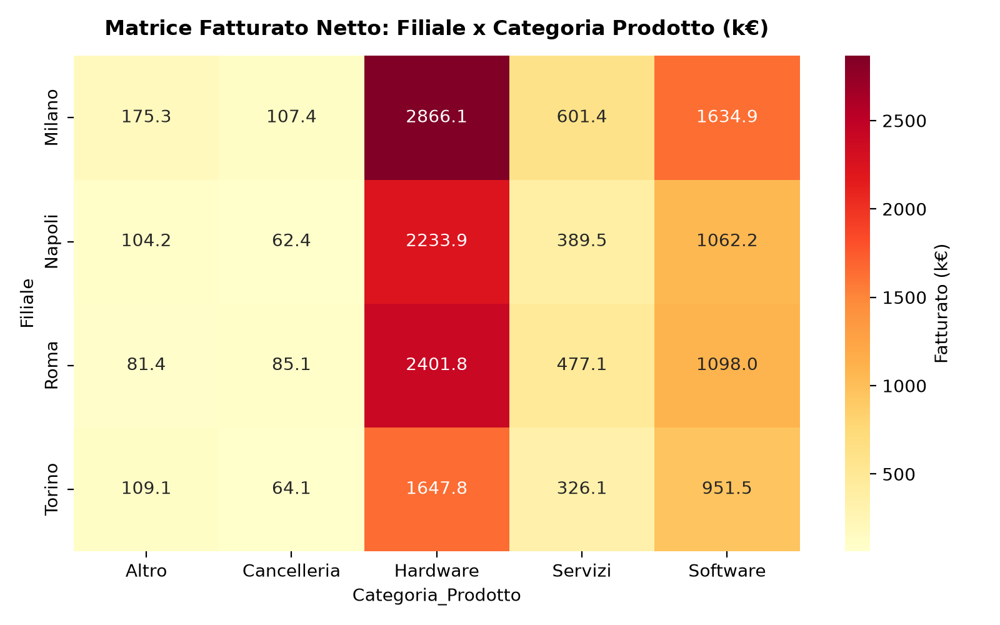 Matrice Fatturato Netto: Filiale x Categoria Prodotto (k€)
Filiale
Milano 175.3 107.4 2866.1 601.4 1634.9
Napoli 104.2 62.4 2233.9 389.5 1062.2
Roma 81.4 85.1 2401.8 477.1 1098.0
Torino 109.1 64.1 1647.8 326.1 951.5
Altro Cancelleria Hardware Servizi Software
Categoria_Prodotto
2500
2000
1500
1000
500
Fatturato (k€)